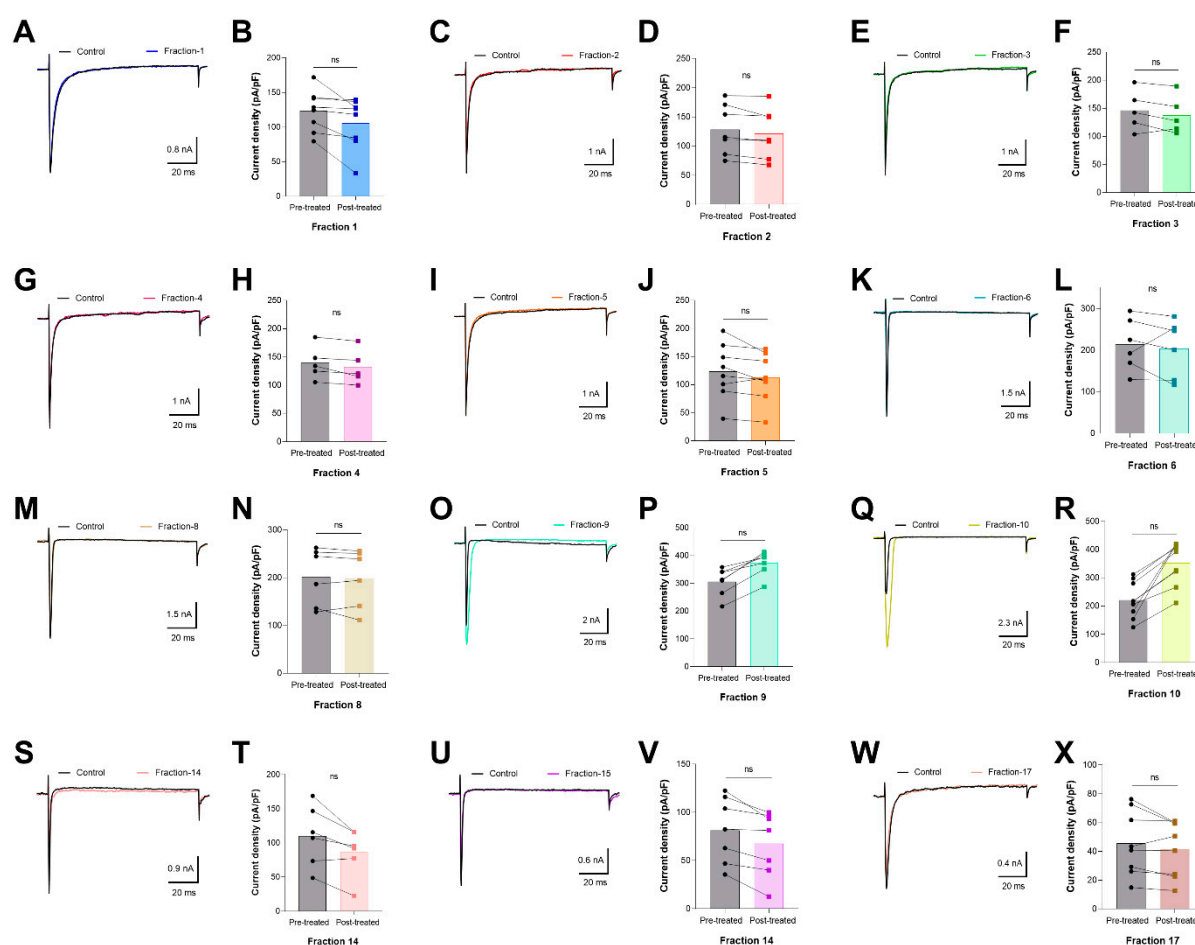 A
Control
Fraction-1
0.8 nA
20 ms
B
Current density (pA/pF)
200
150
100
50
0
ns
Pre-treated
Post-treated
Fraction 1
C
Control
Fraction-2
1 nA
20 ms
D
Current density (pA/pF)
250
200
150
100
50
0
ns
Pre-treated
Post-treated
Fraction 2
E
Control
Fraction-3
1 nA
20 ms
F
Current density (pA/pF)
250
200
150
100
50
0
ns
Pre-treated
Post-treate
Fraction 3
G
Control
Fraction-4
1 nA
20 ms
H
Current density (pA/pF)
250
200
150
100
50
0
ns
Pre-treated
Post-treated
Fraction 4
I
Control
Fraction-5
1 nA
20 ms
J
Current density (pA/pF)
250
200
150
100
50
0
ns
Pre-treated
Post-treated
Fraction 5
K
Control
Fraction-6
1.5 nA
20 ms
L
Current density (pA/pF)
300
200
100
0
ns
Pre-treated
Post-treated
Fraction 6
M
Control
Fraction-8
1.5 nA
20 ms
N
Current density (pA/pF)
300
200
100
0
ns
Pre-treated
Post-treated
Fraction 8
O
Control
Fraction-9
2 nA
20 ms
P
Current density (pA/pF)
500
400
300
200
100
0
ns
Pre-treated
Post-treated
Fraction 9
Q
Control
Fraction-10
2.3 nA
20 ms
R
Current density (pA/pF)
500
400
300
200
100
0
ns
Pre-treated
Post-treated
Fraction 10
S
Control
Fraction-14
0.9 nA
20 ms
T
Current density (pA/pF)
200
150
100
50
0
ns
Pre-treated
Post-treated
Fraction 14
U
Control
Fraction-15
0.6 nA
20 ms
V
Current density (pA/pF)
150
100
50
0
ns
Pre-treated
Post-treated
Fraction 14
W
Control
Fraction-17
0.4 nA
20 ms
X
Current density (pA/pF)
100
80
60
40
20
0
ns
Pre-treated
Post-treated
Fraction 17